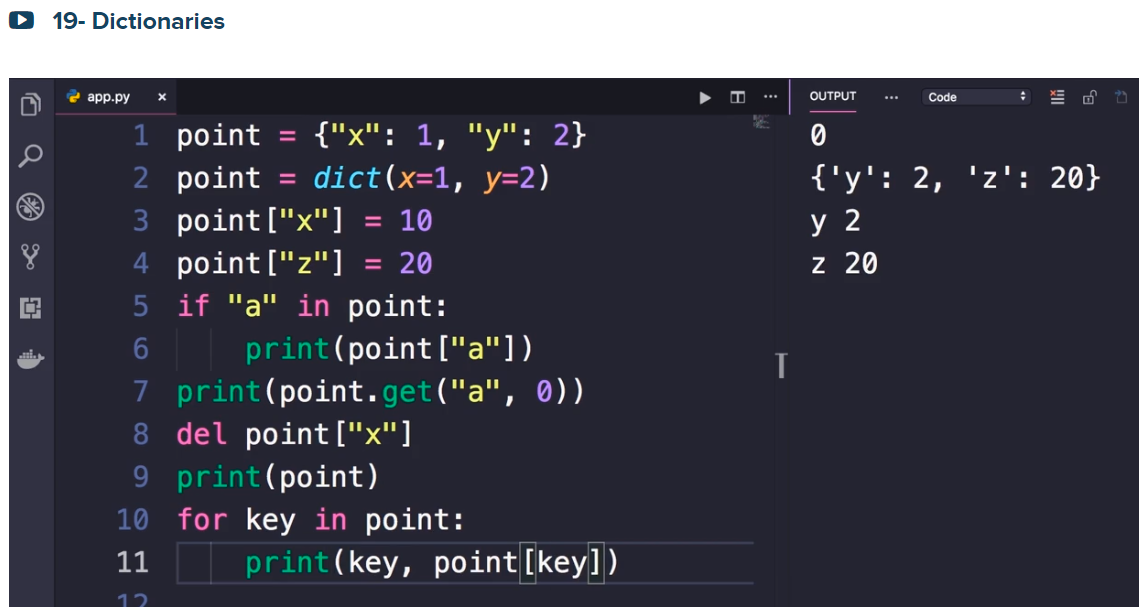 19- Dictionaries
app.py ×
OUTPUT ... Code
1 point = {"x": 1, "y": 2}
2 point = dict(x=1, y=2)
3 point["x"] = 10
4 point["z"] = 20
5 if "a" in point:
6     print(point["a"])
7 print(point.get("a", 0))
8 del point["x"]
9 print(point)
10 for key in point:
11     print(key, point[key])
12
0
{'y': 2, 'z': 20}
y 2
z 20